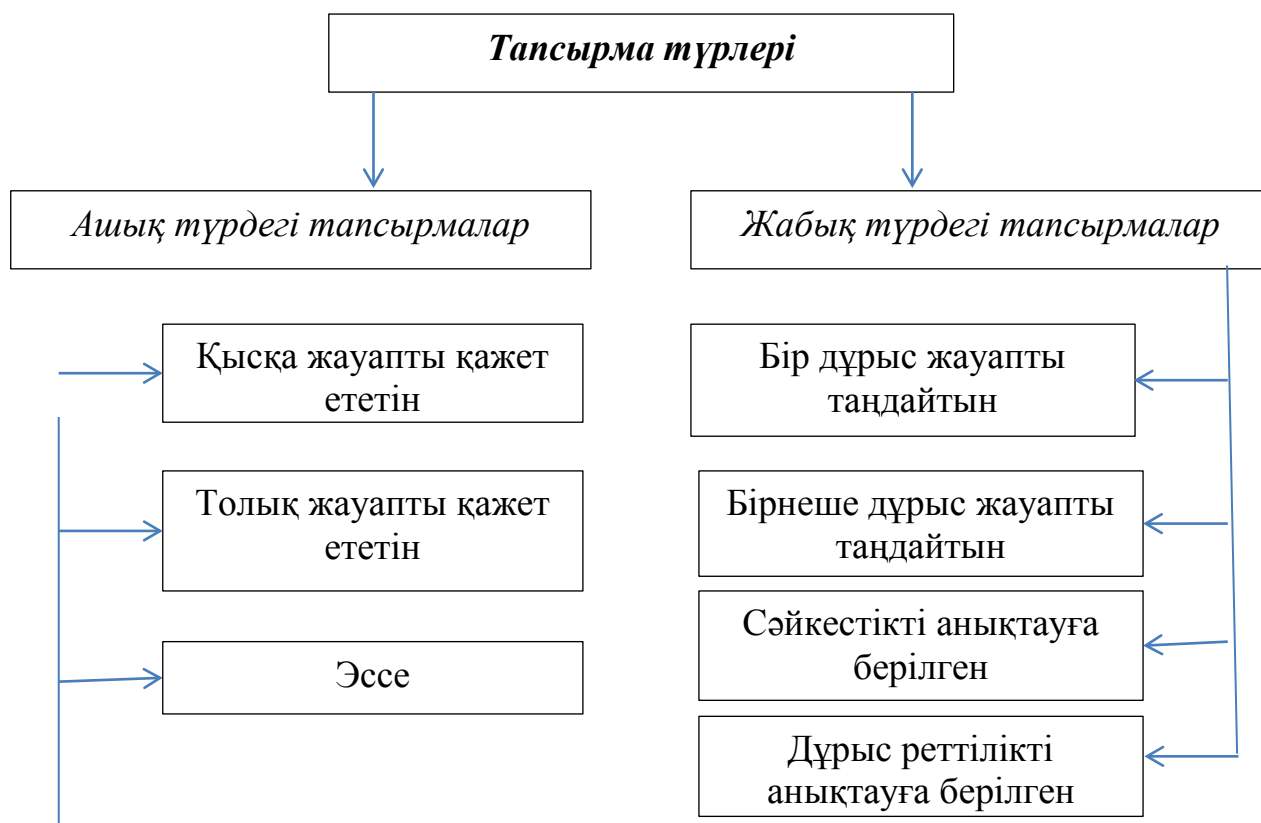 Тапсырма түрлері
Ашық түрдегі тапсырмалар
Жабық түрдегі тапсырмалар
Қысқа жауапты қажет
ететін
Толық жауапты қажет
ететін
Эссе
Бір дұрыс жауапты
таңдайтын
Бірнеше дұрыс жауапты
таңдайтын
Сәйкестікті анықтауға
берілген
Дұрыс реттілікті
анықтауға берілген